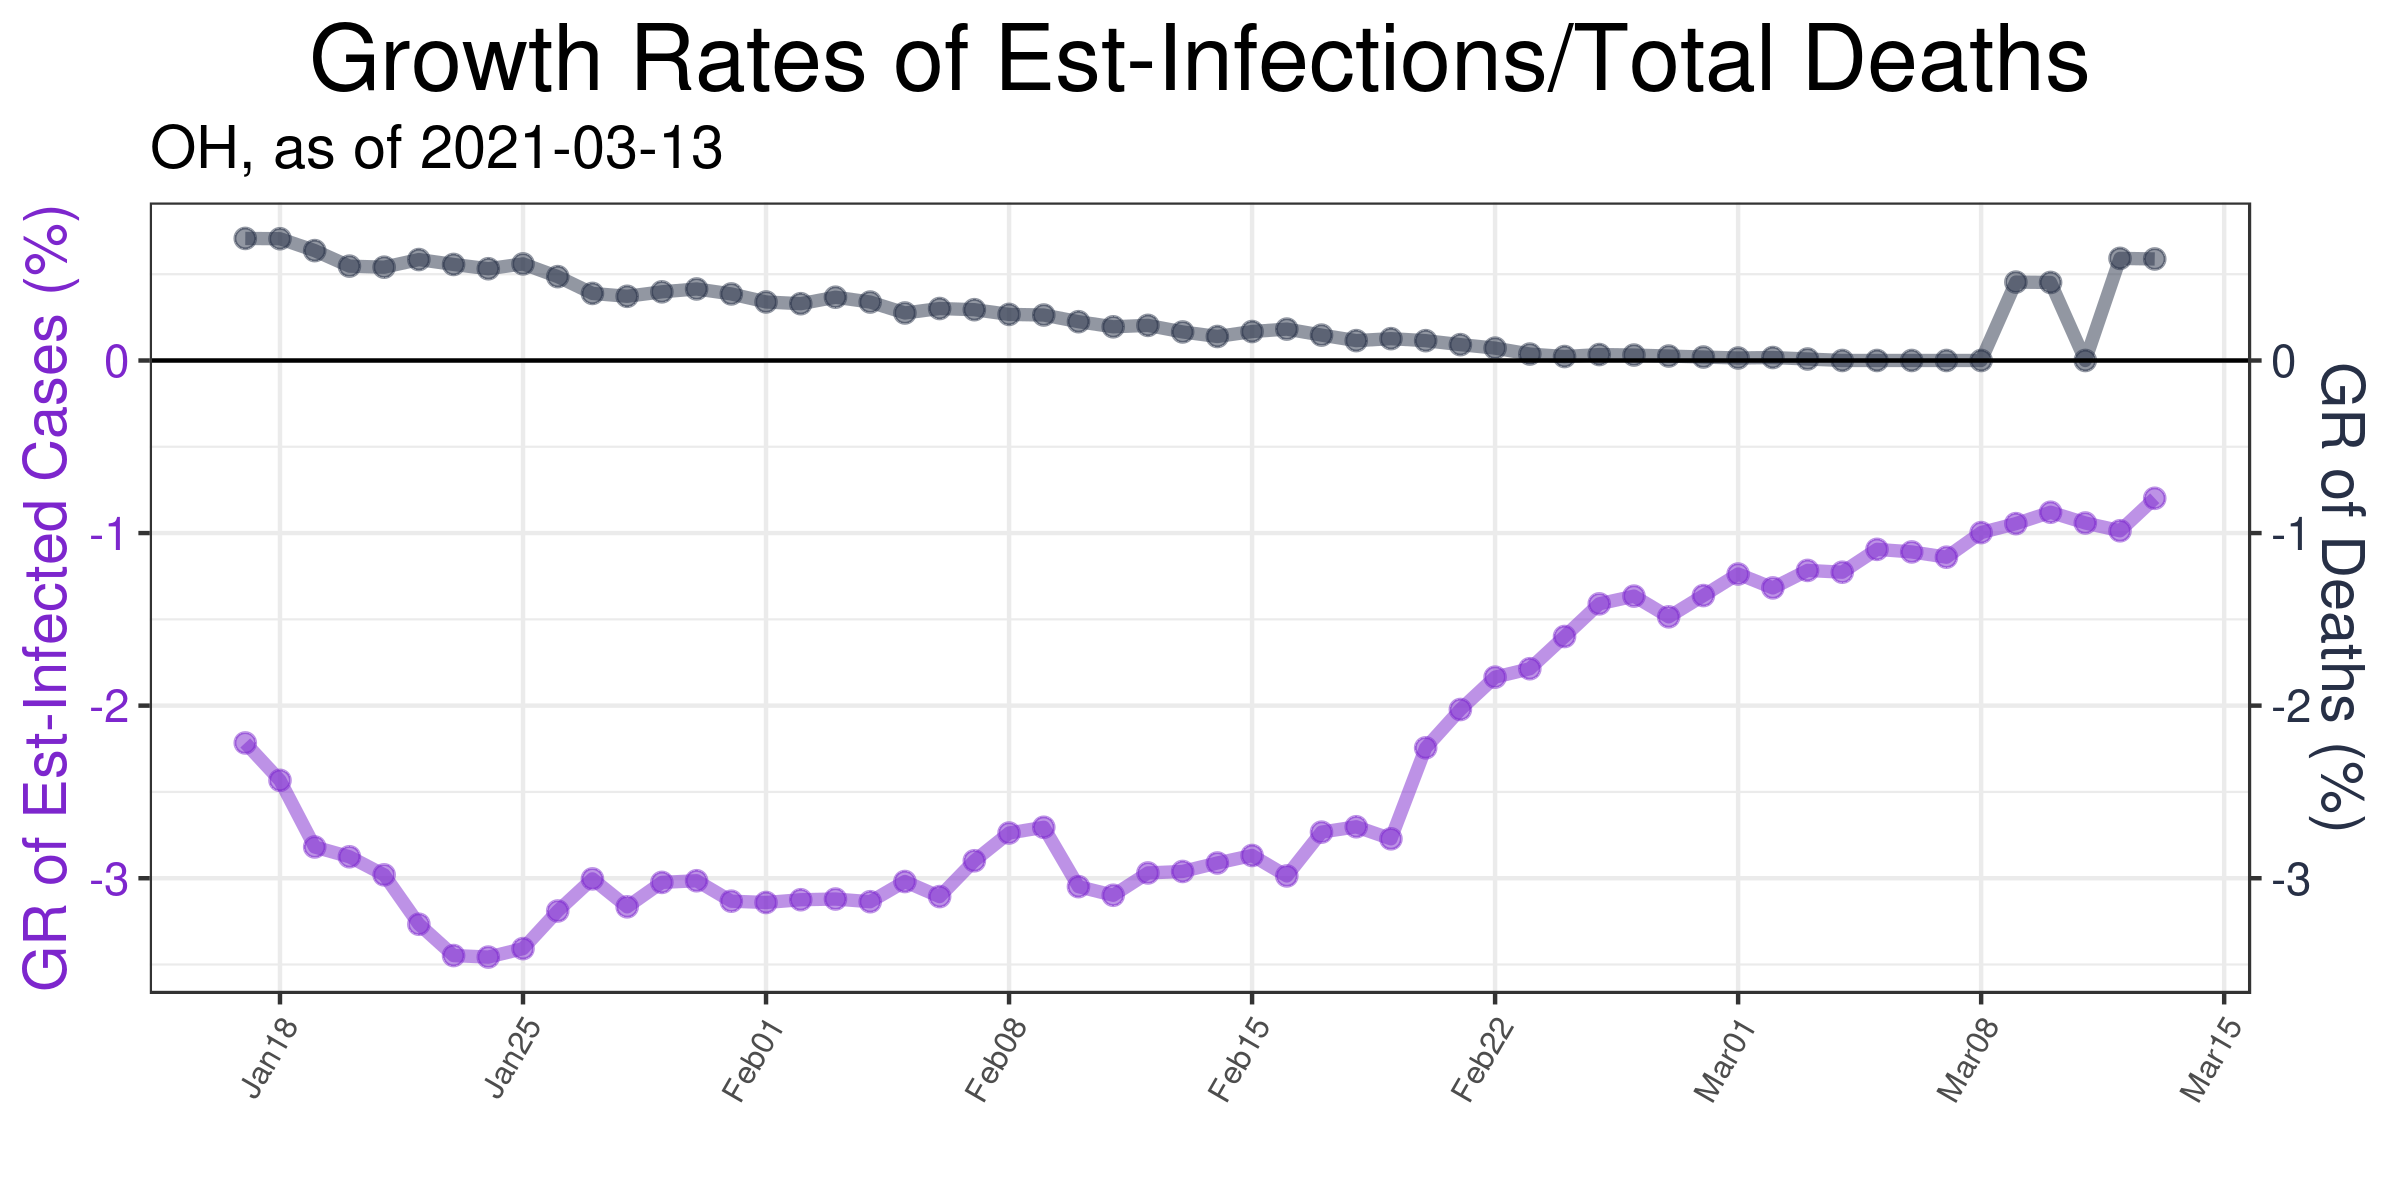 Growth Rates of Est-Infections/Total Deaths
OH, as of 2021-03-13
GR of Est-Infected Cases (%)
0
-1
-2
-3
0
-1
-2
-3
GR of Deaths (%)
Jan18
Jan25
Feb01
Feb08
Feb15
Feb22
Mar01
Mar08
Mar15